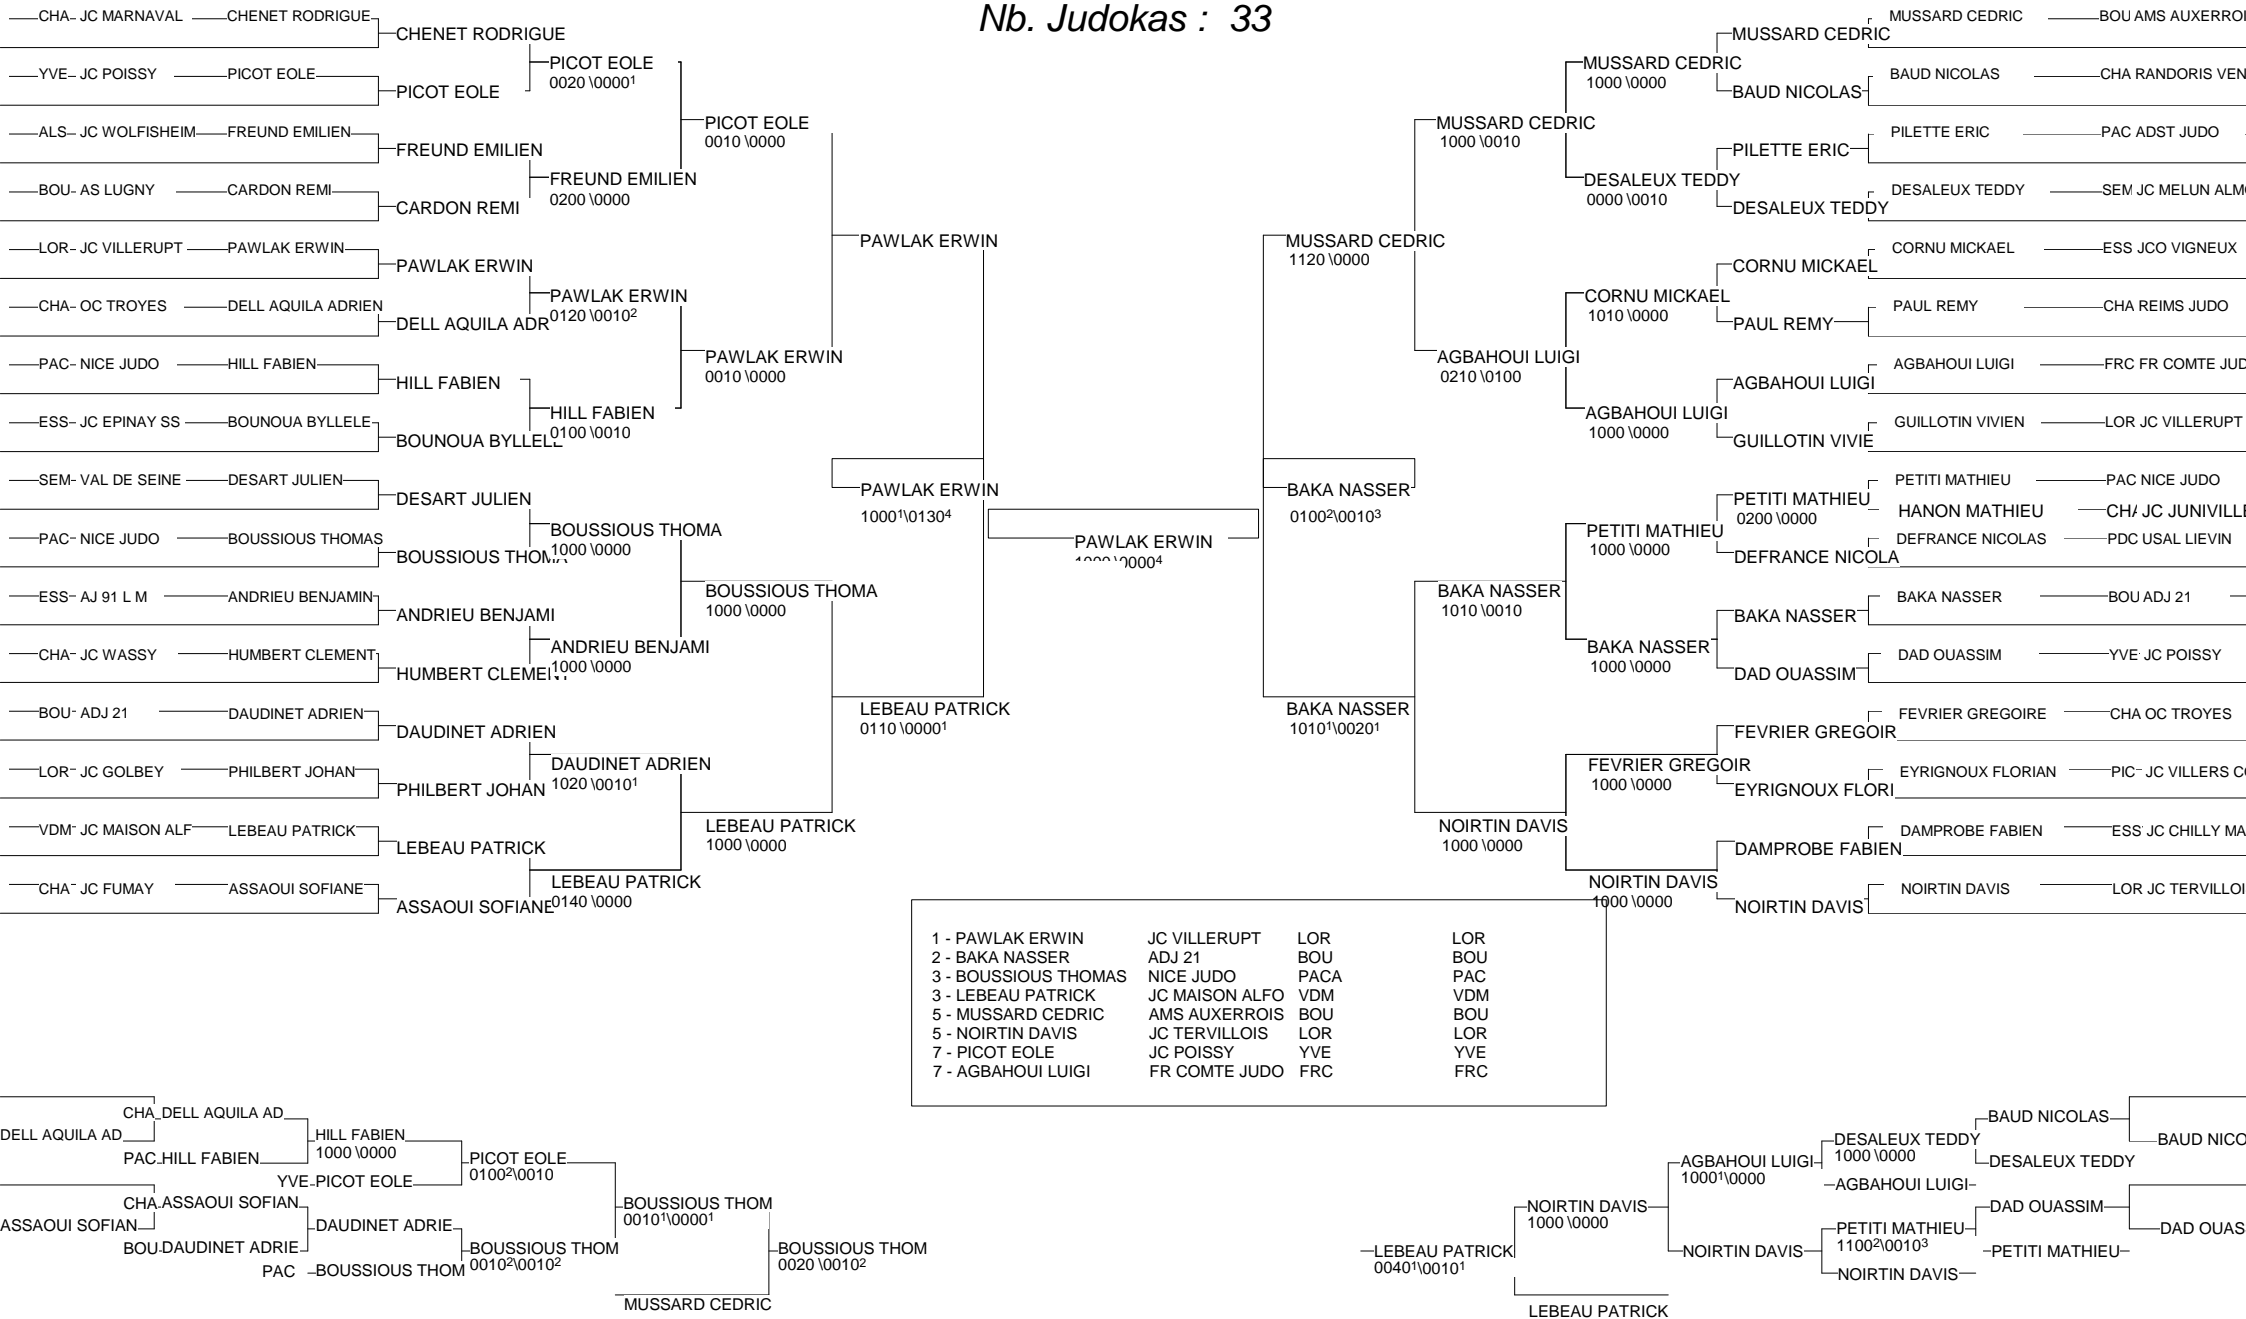 Nb. Judokas : 33
CHA JC MARNAVAL CHENET RODRIGUE
CHENET RODRIGUE
PICOT EOLE
0020 \0000¹
YVE JC POISSY PICOT EOLE
PICOT EOLE
PICOT EOLE
0010 \0000
ALS JC WOLFISHEIM FREUND EMILIEN
FREUND EMILIEN
FREUND EMILIEN
0200 \0000
BOU AS LUGNY CARDON REMI
CARDON REMI
PAWLAK ERWIN
LOR JC VILLERUPT PAWLAK ERWIN
PAWLAK ERWIN
PAWLAK ERWIN
0120 \0010²
CHA OC TROYES DELL AQUILA ADRIEN
DELL AQUILA ADR
PAWLAK ERWIN
0010 \0000
PAC NICE JUDO HILL FABIEN
HILL FABIEN
HILL FABIEN
0100 \0010
ESS JC EPINAY SS BOUNOUA BYLLELE
BOUNOUA BYLLELE
PAWLAK ERWIN
1000¹\0130⁴
SEM VAL DE SEINE DESART JULIEN
DESART JULIEN
BOUSSIOUS THOMA
1000 \0000
PAC NICE JUDO BOUSSIOUS THOMAS
BOUSSIOUS THOMA
BOUSSIOUS THOMA
1000 \0000
ESS AJ 91 L M ANDRIEU BENJAMIN
ANDRIEU BENJAMI
ANDRIEU BENJAMI
1000 \0000
CHA JC WASSY HUMBERT CLEMENT
HUMBERT CLEMENT
LEBEAU PATRICK
0110 \0000¹
BOU ADJ 21 DAUDINET ADRIEN
DAUDINET ADRIEN
DAUDINET ADRIEN
1020 \0010¹
LOR JC GOLBEY PHILBERT JOHAN
PHILBERT JOHAN
LEBEAU PATRICK
1000 \0000
VDM JC MAISON ALF LEBEAU PATRICK
LEBEAU PATRICK
LEBEAU PATRICK
0140 \0000
CHA JC FUMAY ASSAOUI SOFIANE
ASSAOUI SOFIANE
PAWLAK ERWIN
1000 \0000⁴
MUSSARD CEDRIC BOU AMS AUXERROI
MUSSARD CEDRIC
MUSSARD CEDRIC
1000 \0000
BAUD NICOLAS CHA RANDORIS VEN
BAUD NICOLAS
MUSSARD CEDRIC
1000 \0010
PILETTE ERIC PAC ADST JUDO
PILETTE ERIC
DESALEUX TEDDY
0000 \0010
DESALEUX TEDDY SEM JC MELUN ALM
DESALEUX TEDDY
MUSSARD CEDRIC
1120 \0000
CORNU MICKAEL ESS JCO VIGNEUX
CORNU MICKAEL
CORNU MICKAEL
1010 \0000
PAUL REMY CHA REIMS JUDO
PAUL REMY
AGBAHOUI LUIGI
0210 \0100
AGBAHOUI LUIGI FRC FR COMTE JUD
AGBAHOUI LUIGI
AGBAHOUI LUIGI
1000 \0000
GUILLOTIN VIVIEN LOR JC VILLERUPT
GUILLOTIN VIVIE
BAKA NASSER
0100²\0010³
PETITI MATHIEU PAC NICE JUDO
PETITI MATHIEU
0200 \0000
HANON MATHIEU CHA JC JUNIVILLE
PETITI MATHIEU
1000 \0000
DEFRANCE NICOLAS PDC USAL LIEVIN
DEFRANCE NICOLA
BAKA NASSER
1010 \0010
BAKA NASSER BOU ADJ 21
BAKA NASSER
BAKA NASSER
1000 \0000
DAD OUASSIM YVE JC POISSY
DAD OUASSIM
BAKA NASSER
1010¹\0020¹
FEVRIER GREGOIRE CHA OC TROYES
FEVRIER GREGOIR
FEVRIER GREGOIR
1000 \0000
EYRIGNOUX FLORIAN PIC JC VILLERS C
EYRIGNOUX FLORI
NOIRTIN DAVIS
1000 \0000
DAMPROBE FABIEN ESS JC CHILLY MA
DAMPROBE FABIEN
NOIRTIN DAVIS
1000 \0000
NOIRTIN DAVIS LOR JC TERVILLOI
NOIRTIN DAVIS
1 - PAWLAK ERWIN JC VILLERUPT LOR LOR
2 - BAKA NASSER ADJ 21 BOU BOU
3 - BOUSSIOUS THOMAS NICE JUDO PACA PAC
3 - LEBEAU PATRICK JC MAISON ALFO VDM VDM
5 - MUSSARD CEDRIC AMS AUXERROIS BOU BOU
5 - NOIRTIN DAVIS JC TERVILLOIS LOR LOR
7 - PICOT EOLE JC POISSY YVE YVE
7 - AGBAHOUI LUIGI FR COMTE JUDO FRC FRC
CHA DELL AQUILA AD
DELL AQUILA AD
HILL FABIEN
1000 \0000
PAC HILL FABIEN
PICOT EOLE
0100²\0010
YVE PICOT EOLE
CHA ASSAOUI SOFIAN
BOUSSIOUS THOM
0010¹\0000¹
ASSAOUI SOFIAN
DAUDINET ADRIE
BOU DAUDINET ADRIE
BOUSSIOUS THOM
0010²\0010²
BOUSSIOUS THOM
0020 \0010²
PAC BOUSSIOUS THOM
MUSSARD CEDRIC
BAUD NICOLAS
DESALEUX TEDDY
1000 \0000
BAUD NICO
AGBAHOUI LUIGI
1000¹\0000
DESALEUX TEDDY
AGBAHOUI LUIGI
NOIRTIN DAVIS
1000 \0000
DAD OUASSIM
PETITI MATHIEU
1100²\0010³
DAD OUAS
LEBEAU PATRICK
0040¹\0010¹
NOIRTIN DAVIS
PETITI MATHIEU
NOIRTIN DAVIS
LEBEAU PATRICK